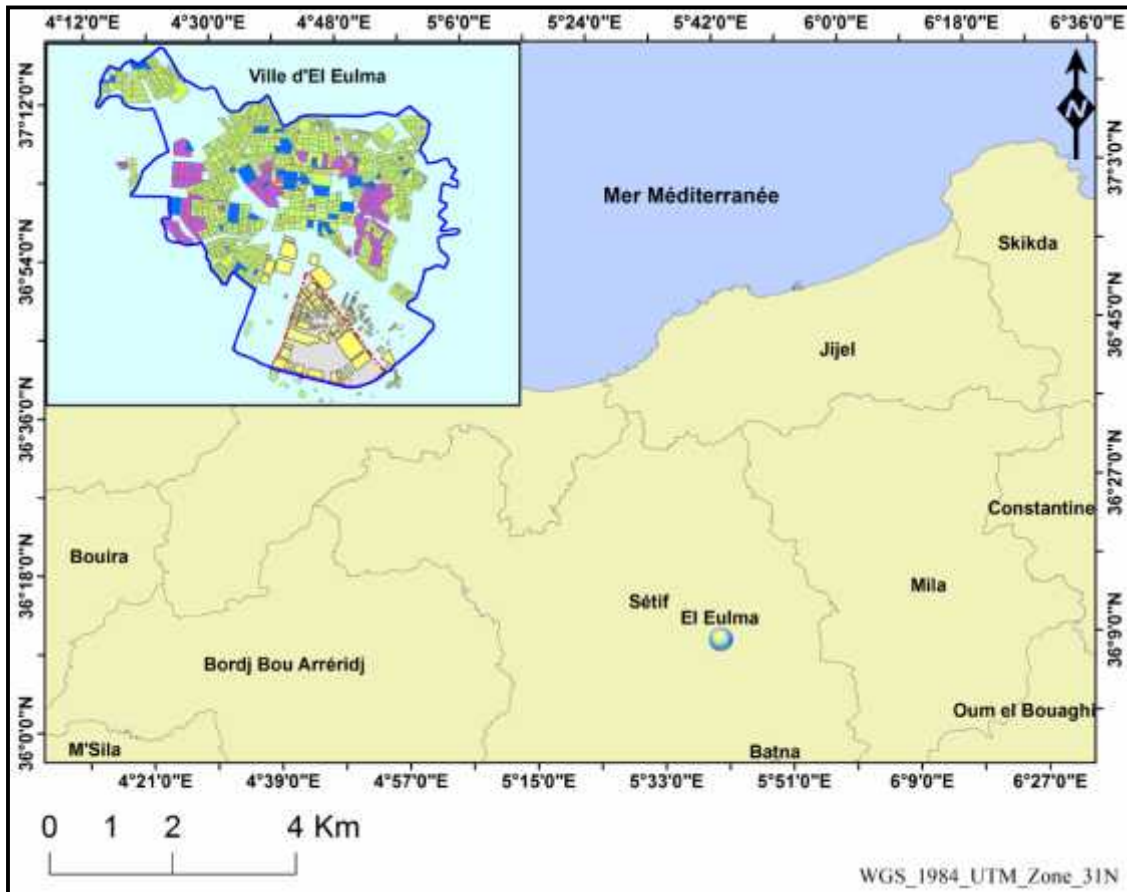 4°12'0"E 4°30'0"E 4°48'0"E 5°6'0"E 5°24'0"E 5°42'0"E 6°0'0"E 6°18'0"E 6°36'0"E
Ville d'El Eulma
37°12'0"N
N
37°3'0"N
Mer Méditerranée
Skikda
36°54'0"N
36°45'0"N
Jijel
36°36'0"N
36°27'0"N
Constantine
Bouira
36°18'0"N
Mila
Sétif
El Eulma
36°9'0"N
Bordj Bou Arréridj
Oum el Bouaghi
36°0'0"N
M'Sila
Batna
4°21'0"E 4°39'0"E 4°57'0"E 5°15'0"E 5°33'0"E 5°51'0"E 6°9'0"E 6°27'0"E
0 1 2 4 Km
WGS_1984_UTM_Zone_31N